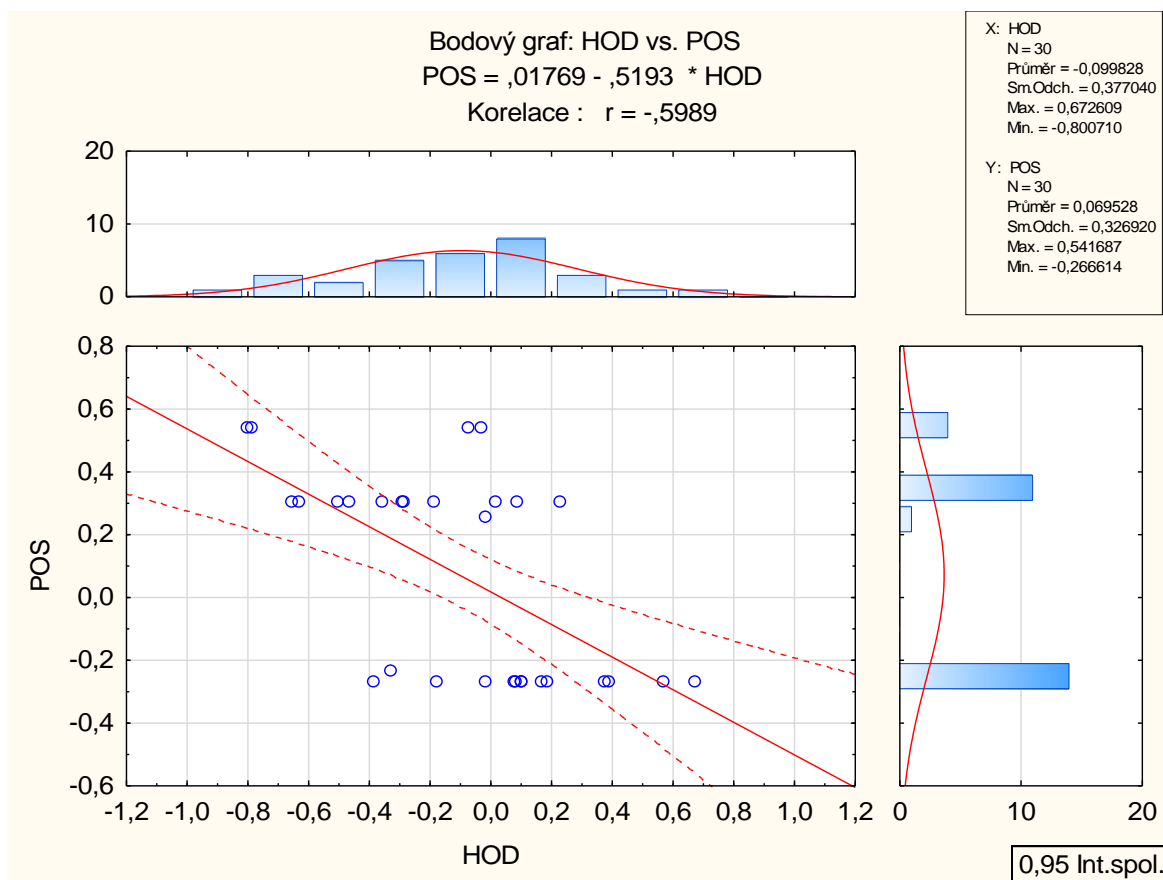 Bodový graf: HOD vs. POS
POS = ,01769 - ,5193 * HOD
Korelace : r = -,5989
X: HOD
N = 30
Průměr = -0,099828
Sm.Odch. = 0,377040
Max. = 0,672609
Min. = -0,800710
Y: POS
N = 30
Průměr = 0,069528
Sm.Odch. = 0,326920
Max. = 0,541687
Min. = -0,266614
20
10
0
0,8
0,6
0,4
0,2
0,0
-0,2
-0,4
-0,6
POS
-1,2 -1,0 -0,8 -0,6 -0,4 -0,2 0,0 0,2 0,4 0,6 0,8 1,0 1,2
HOD
0 10 20
0,95 Int.spol.